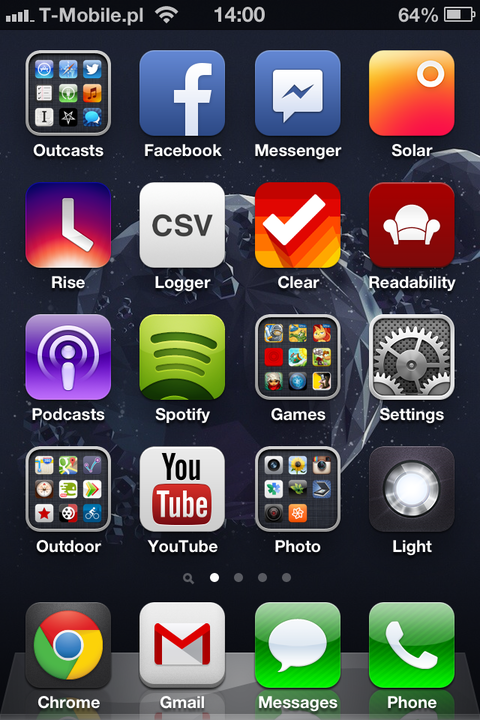 T-Mobile.pl 14:00 64%
Outcasts Facebook Messenger Solar
CSV
Rise Logger Clear Readability
Podcasts Spotify Games Settings
You
Tube
Outdoor YouTube Photo Light
Chrome Gmail Messages Phone